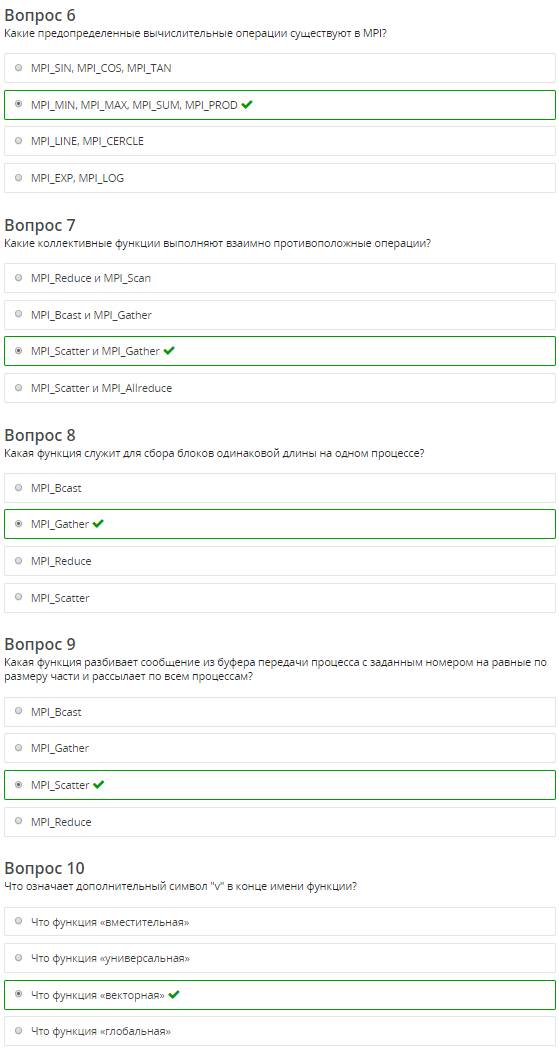 Вопрос 6
Какие предопределенные вычислительные операции существуют в MPI?
MPI_SIN, MPI_COS, MPI_TAN
MPI_MIN, MPI_MAX, MPI_SUM, MPI_PROD
MPI_LINE, MPI_CERCLE
MPI_EXP, MPI_LOG
Вопрос 7
Какие коллективные функции выполняют взаимно противоположные операции?
MPI_Reduce и MPI_Scan
MPI_Bcast и MPI_Gather
MPI_Scatter и MPI_Gather
MPI_Scatter и MPI_Allreduce
Вопрос 8
Какая функция служит для сбора блоков одинаковой длины на одном процессе?
MPI_Bcast
MPI_Gather
MPI_Reduce
MPI_Scatter
Вопрос 9
Какая функция разбивает сообщение из буфера передачи процесса с заданным номером на равные по
размеру части и рассылает по всем процессам?
MPI_Bcast
MPI_Gather
MPI_Scatter
MPI_Reduce
Вопрос 10
Что означает дополнительный символ "v" в конце имени функции?
Что функция «вместительная»
Что функция «универсальная»
Что функция «векторная»
Что функция «глобальная»